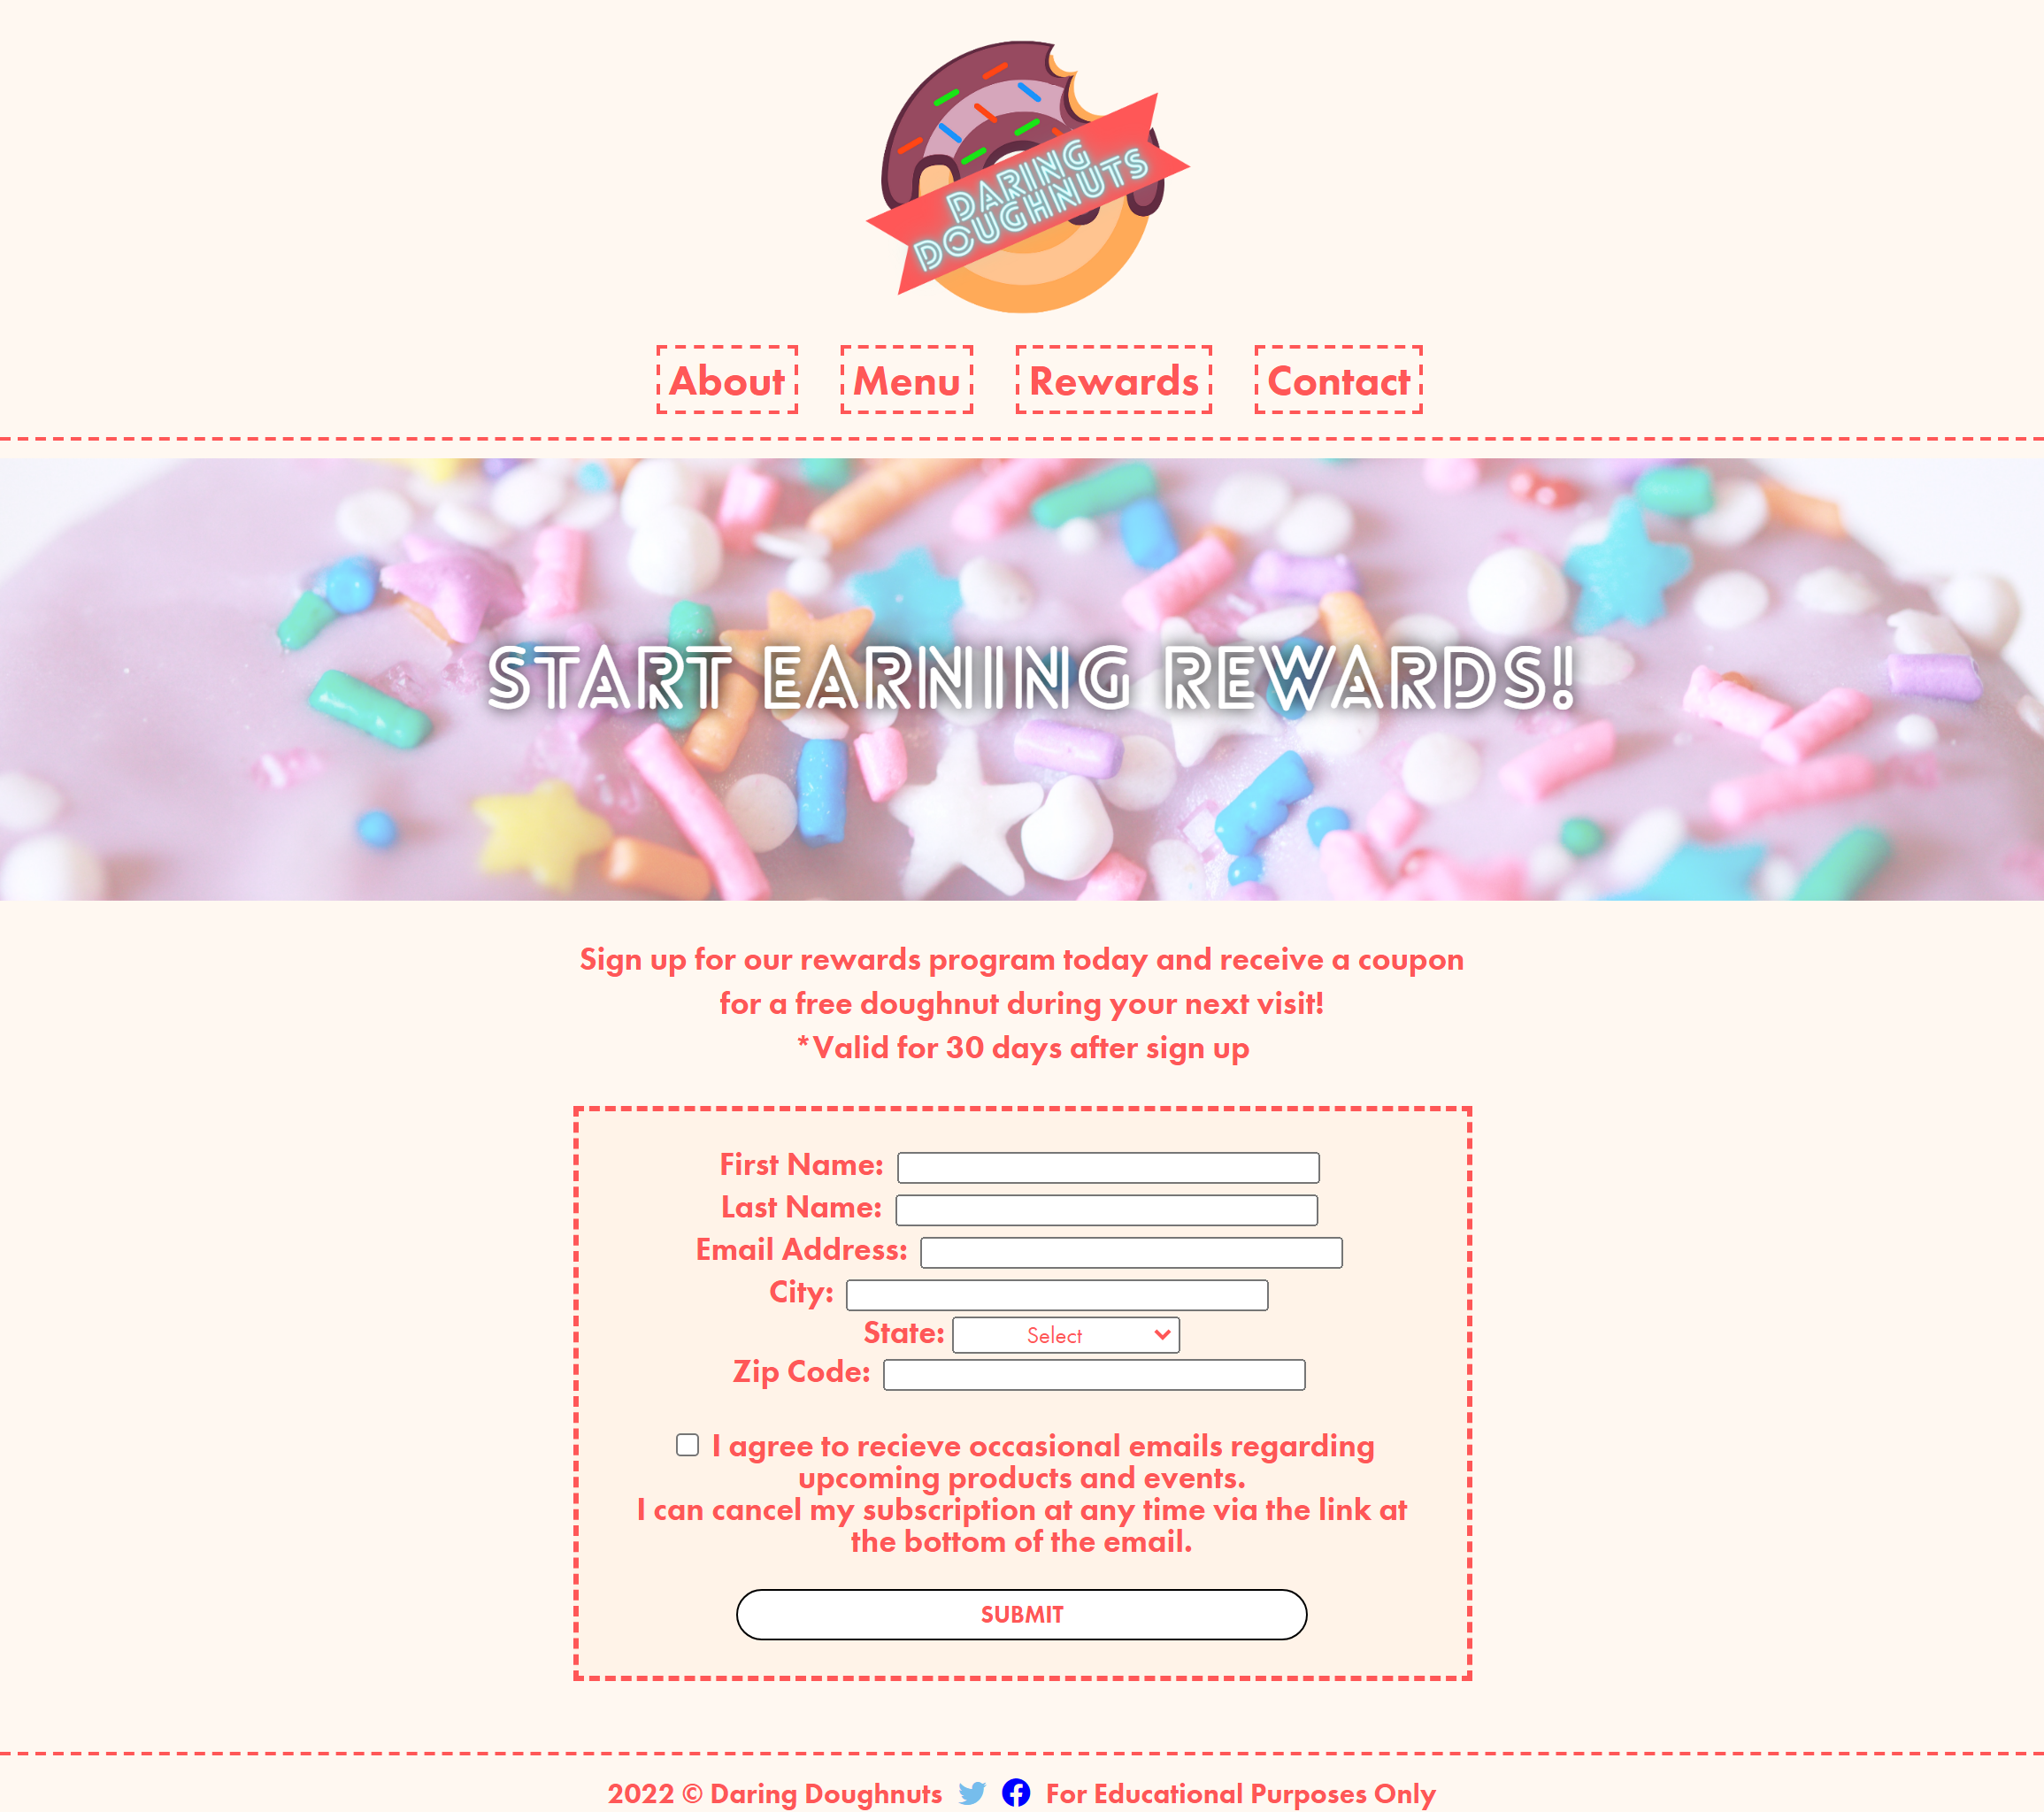 DARING
DOUGHNUTS
About Menu Rewards Contact
START EARNING REWARDS!
Sign up for our rewards program today and receive a coupon
for a free doughnut during your next visit!
*Valid for 30 days after sign up
First Name:
Last Name:
Email Address:
City:
State: Select
Zip Code:
I agree to recieve occasional emails regarding
upcoming products and events.
I can cancel my subscription at any time via the link at
the bottom of the email.
SUBMIT
2022 © Daring Doughnuts For Educational Purposes Only